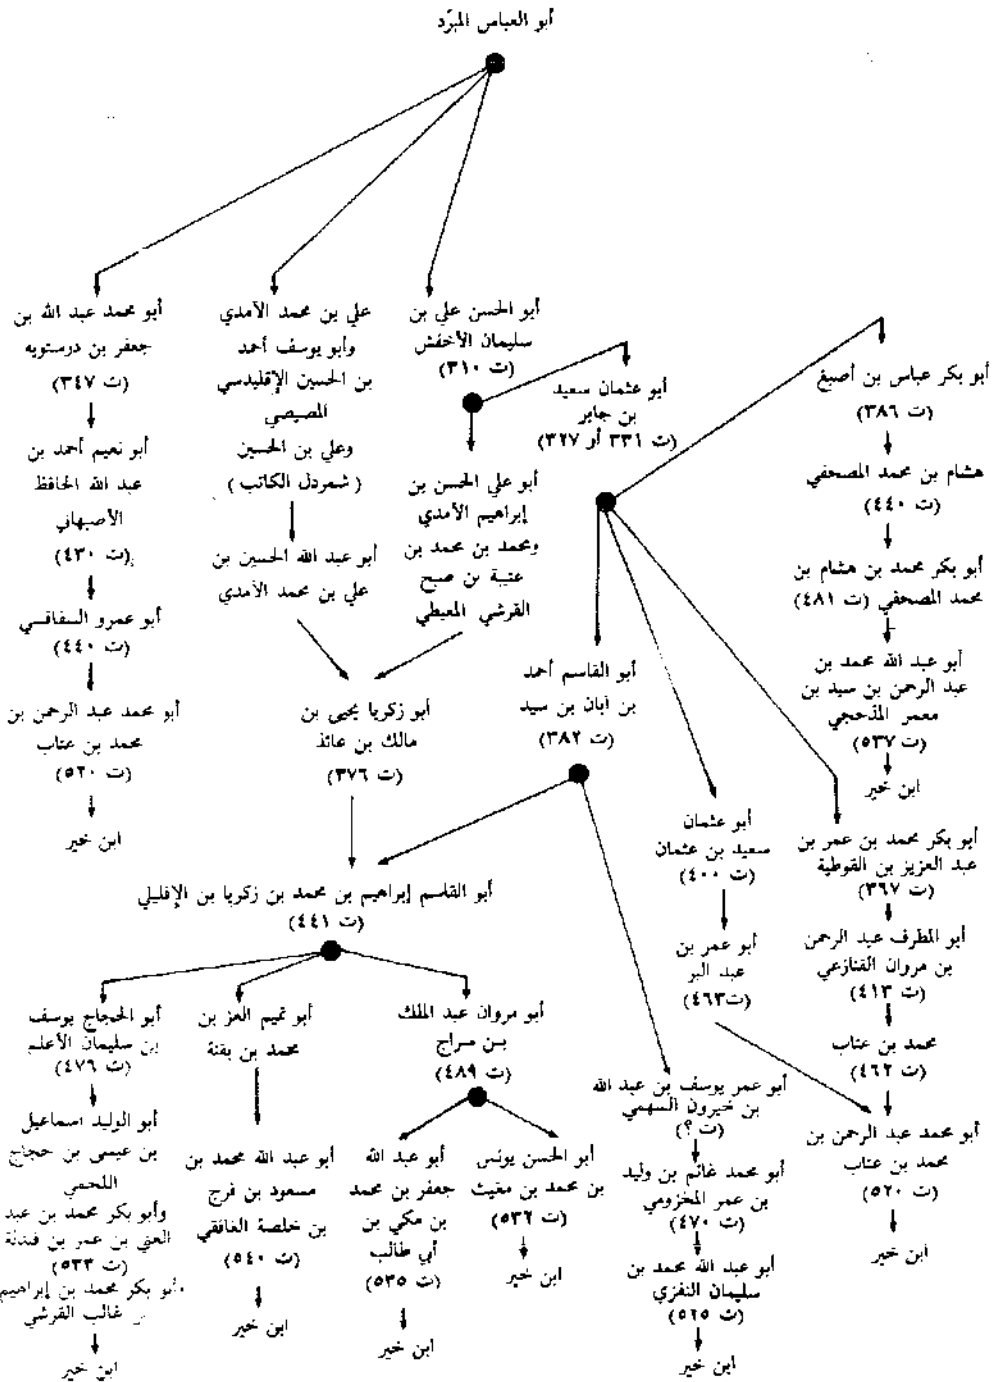 أبو العباس المبرّد
أبو محمد عبد الله بن
جعفر بن درستويه
(ت ٣٤٧)
أبو نعيم أحمد بن
عبد الله الحافظ
الأصبهاني
(ت ٤٣٠)
أبو عمرو السفاقسي
(ت ٤٤٠)
أبو محمد عبد الرحمن بن
محمد بن عتاب
(ت ٥٢٠)
ابن خير
علي بن محمد الآمدي
وأبو يوسف أحمد
بن الحسين الإقليدسي
المصيصي
وعلي بن الحسين
(شمردل الكاتب)
أبو عبد الله الحسين بن
علي بن محمد الآمدي
أبو الحسن علي بن
سليمان الأخفش
(ت ٣١٠)
أبو علي الحسن بن
إبراهيم الآمدي
ومحمد بن محمد بن
عتبة بن صبح
القرشي المعيطي
أبو زكريا يحيى بن
مالك بن عائذ
(ت ٣٧٦)
أبو عثمان سعيد
بن جابر
(ت ٣٣١ أو ٣٢٧)
أبو القاسم أحمد
بن أبان بن سيد
(ت ٣٨٢)
أبو القاسم إبراهيم بن محمد بن زكريا بن الإفليلي
(ت ٤٤١)
أبو الحجاج يوسف
بن سليمان الأعلم
(ت ٤٧٦)
أبو الوليد اسماعيل
بن عيسى بن حجاج
اللخمي
وأبو بكر محمد بن عبد
الغني بن عمر بن فندلة
(ت ٥٣٣)
وأبو بكر محمد بن إبراهيم
غالب القرشي
ابن خير
أبو تميم العز بن
محمد بن بقنة
أبو عبد الله محمد بن
مسعود بن فرج
بن خلصة الغافقي
(ت ٥٤٠)
ابن خير
أبو مروان عبد الملك
بن سراج
(ت ٤٨٩)
أبو عبد الله
جعفر بن محمد
بن مكي بن
أبي طالب
(ت ٥٣٥)
ابن خير
أبو الحسن يونس
بن محمد بن مغيث
(ت ٥٣٢)
ابن خير
أبو عمر يوسف بن عبد الله
بن خيرون السهمي
(ت ؟)
أبو محمد غانم بن وليد
بن عمر المخزومي
(ت ٤٧٠)
أبو عبد الله محمد بن
سليمان النفزي
(ت ٥٢٥)
ابن خير
أبو عثمان
سعيد بن عثمان
(ت ٤٠٠)
أبو عمر بن
عبد البر
(ت٤٦٣)
أبو بكر محمد بن عمر بن
عبد العزيز بن القوطية
(ت ٣٦٧)
أبو المطرف عبد الرحمن
بن مروان القنازعي
(ت ٤١٣)
محمد بن عتاب
(ت ٤٦٢)
أبو محمد عبد الرحمن بن
محمد بن عتاب
(ت ٥٢٠)
ابن خير
أبو بكر عباس بن أصبغ
(ت ٣٨٦)
هشام بن محمد المصحفي
(ت ٤٤٠)
أبو بكر محمد بن هشام بن
محمد المصحفي (ت ٤٨١)
أبو عبد الله محمد بن
عبد الرحمن بن سيد بن
معمر المذحجي
(ت ٥٣٧)
ابن خير